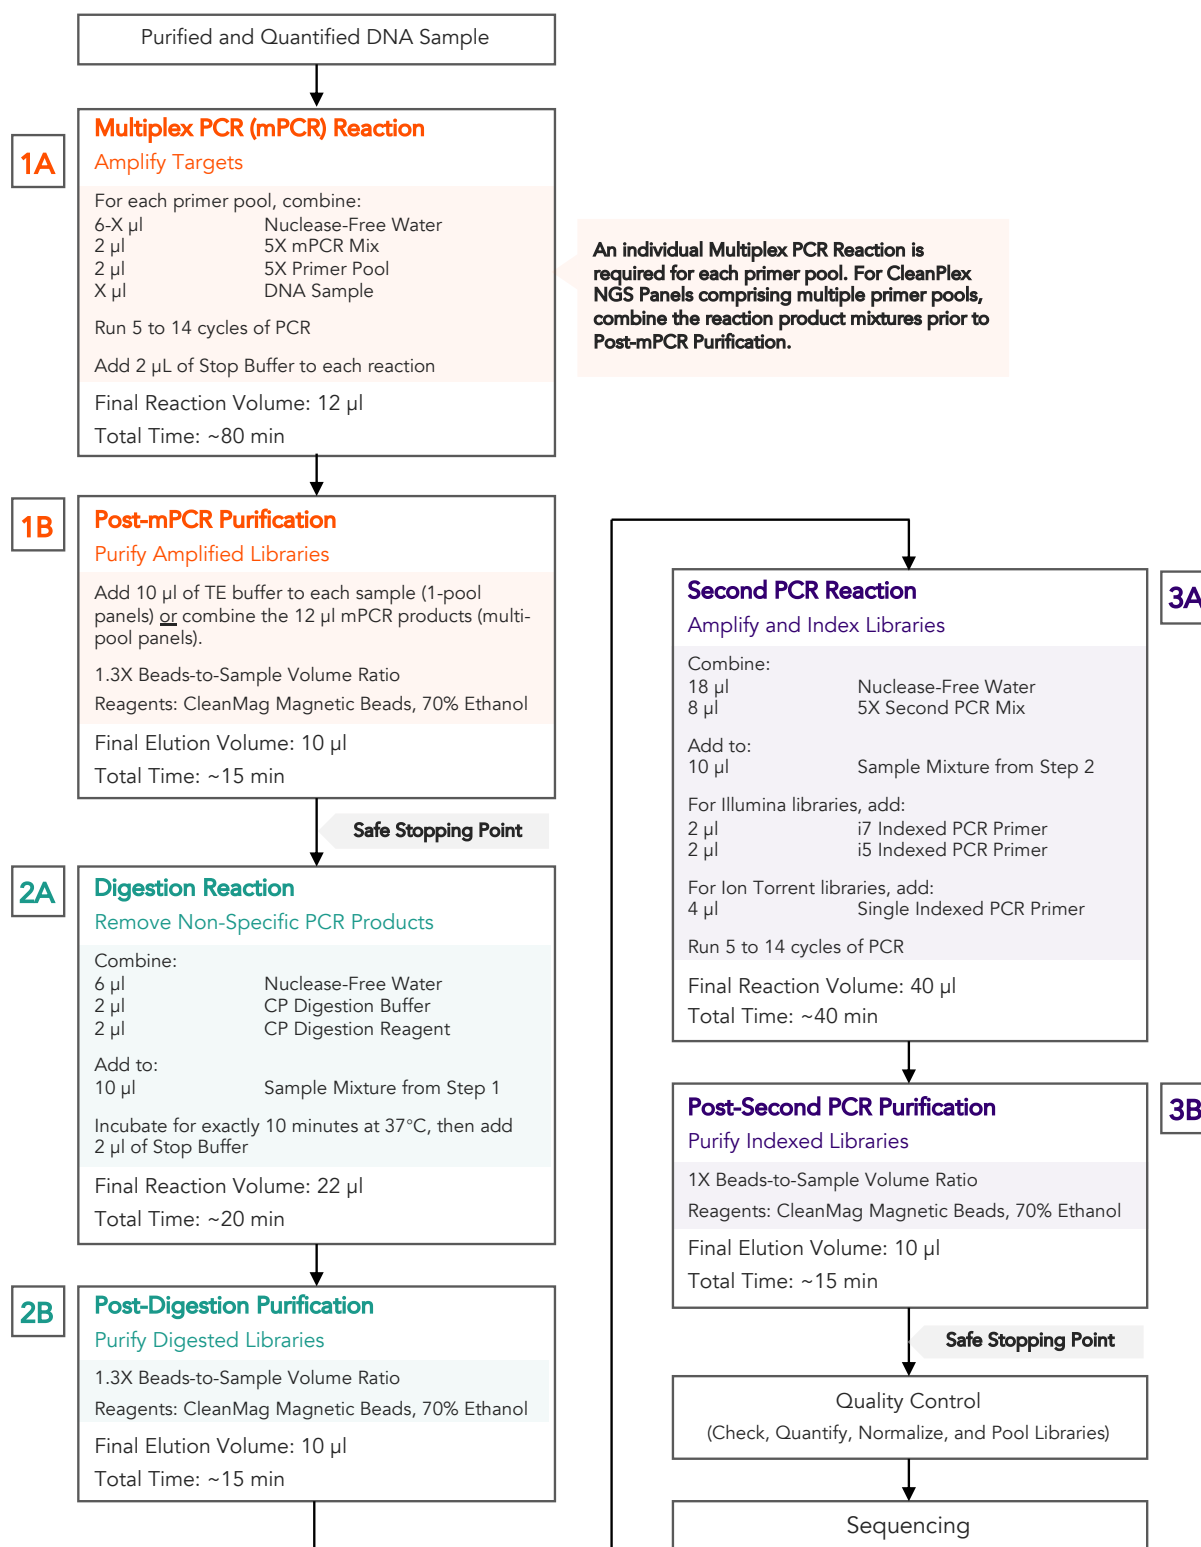 Purified and Quantified DNA Sample
1A
Multiplex PCR (mPCR) Reaction
Amplify Targets
For each primer pool, combine:
6-X µl Nuclease-Free Water
2 µl 5X mPCR Mix
2 µl 5X Primer Pool
X µl DNA Sample
Run 5 to 14 cycles of PCR
Add 2 µL of Stop Buffer to each reaction
Final Reaction Volume: 12 µl
Total Time: ~80 min
An individual Multiplex PCR Reaction is
required for each primer pool. For CleanPlex
NGS Panels comprising multiple primer pools,
combine the reaction product mixtures prior to
Post-mPCR Purification.
1B
Post-mPCR Purification
Purify Amplified Libraries
Add 10 µl of TE buffer to each sample (1-pool
panels) or combine the 12 µl mPCR products (multi-
pool panels).
1.3X Beads-to-Sample Volume Ratio
Reagents: CleanMag Magnetic Beads, 70% Ethanol
Final Elution Volume: 10 µl
Total Time: ~15 min
Safe Stopping Point
2A
Digestion Reaction
Remove Non-Specific PCR Products
Combine:
6 µl Nuclease-Free Water
2 µl CP Digestion Buffer
2 µl CP Digestion Reagent
Add to:
10 µl Sample Mixture from Step 1
Incubate for exactly 10 minutes at 37°C, then add
2 µl of Stop Buffer
Final Reaction Volume: 22 µl
Total Time: ~20 min
2B
Post-Digestion Purification
Purify Digested Libraries
1.3X Beads-to-Sample Volume Ratio
Reagents: CleanMag Magnetic Beads, 70% Ethanol
Final Elution Volume: 10 µl
Total Time: ~15 min
3A
Second PCR Reaction
Amplify and Index Libraries
Combine:
18 µl Nuclease-Free Water
8 µl 5X Second PCR Mix
Add to:
10 µl Sample Mixture from Step 2
For Illumina libraries, add:
2 µl i7 Indexed PCR Primer
2 µl i5 Indexed PCR Primer
For Ion Torrent libraries, add:
4 µl Single Indexed PCR Primer
Run 5 to 14 cycles of PCR
Final Reaction Volume: 40 µl
Total Time: ~40 min
3B
Post-Second PCR Purification
Purify Indexed Libraries
1X Beads-to-Sample Volume Ratio
Reagents: CleanMag Magnetic Beads, 70% Ethanol
Final Elution Volume: 10 µl
Total Time: ~15 min
Safe Stopping Point
Quality Control
(Check, Quantify, Normalize, and Pool Libraries)
Sequencing